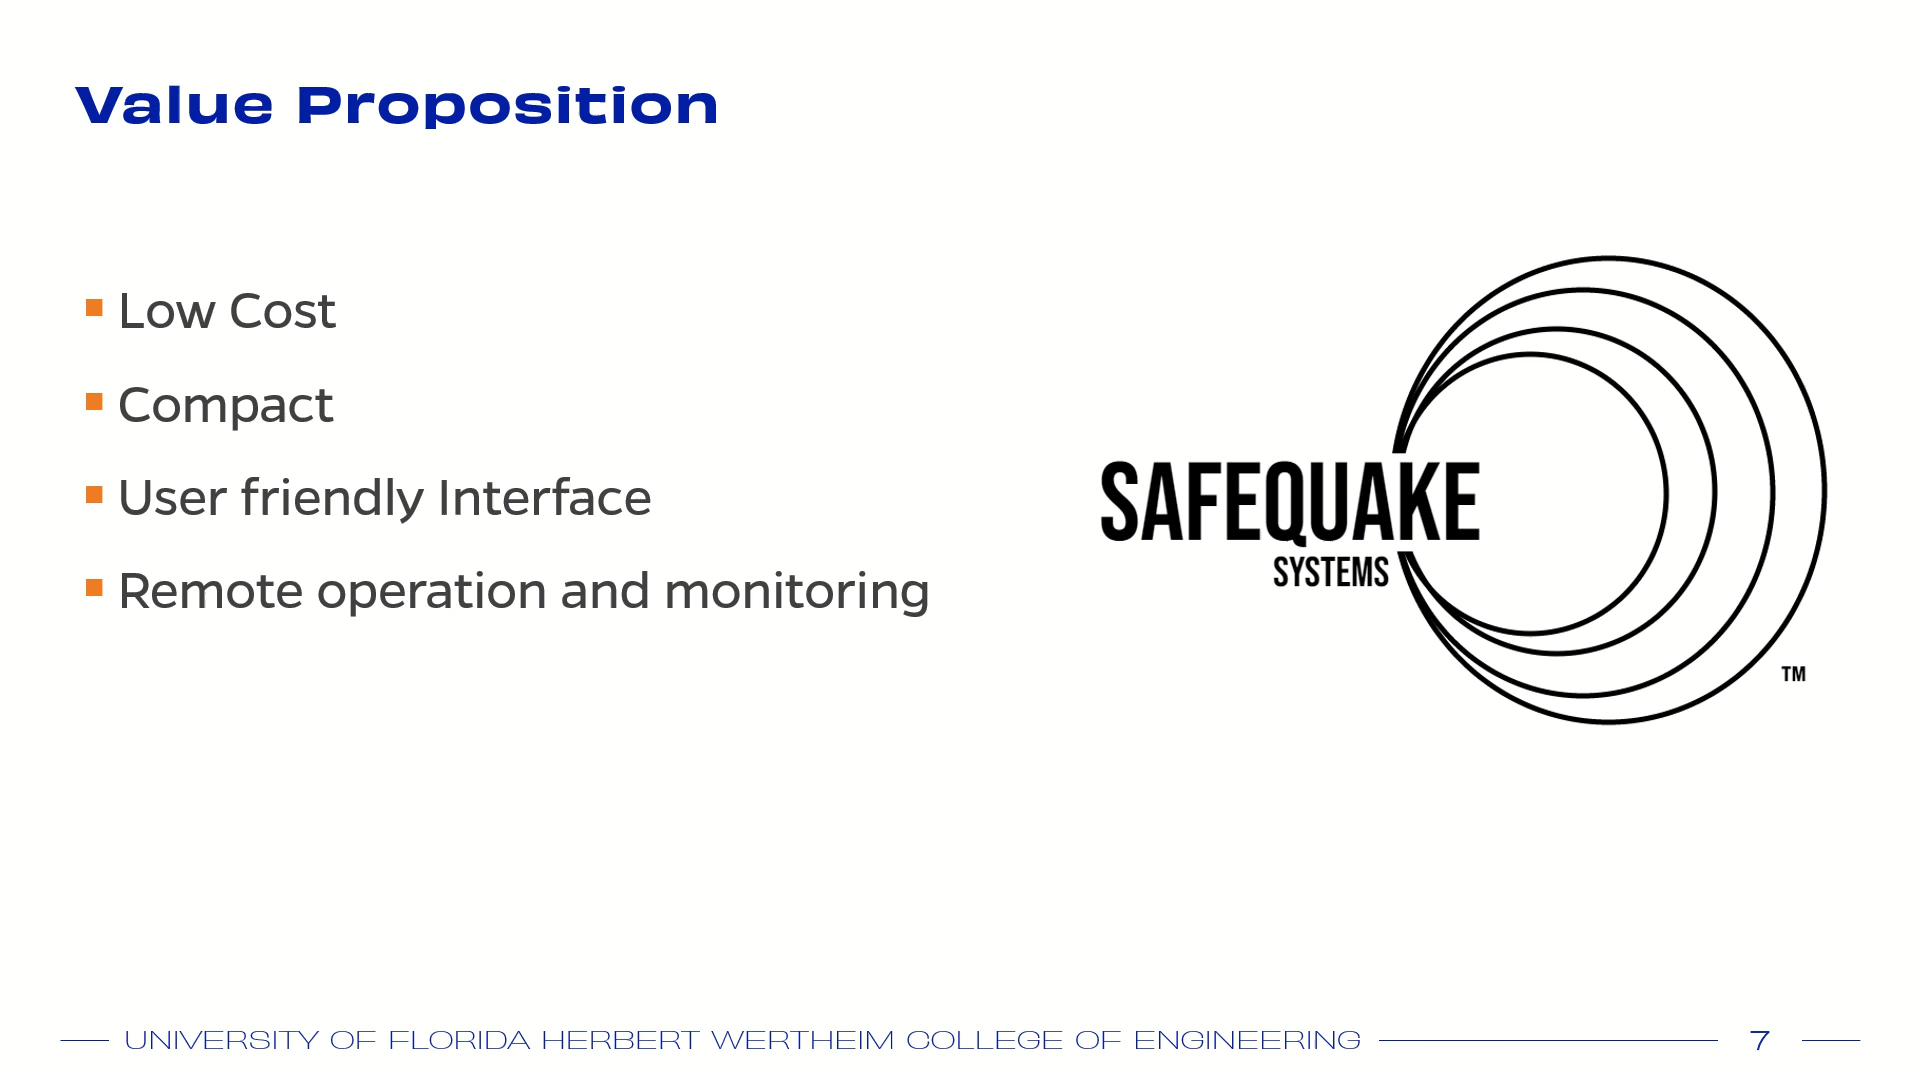 Value Proposition
Low Cost
Compact
User friendly Interface
Remote operation and monitoring
SAFEQUAKE
SYSTEMS
TM
UNIVERSITY OF FLORIDA HERBERT WERTHEIM COLLEGE OF ENGINEERING
7